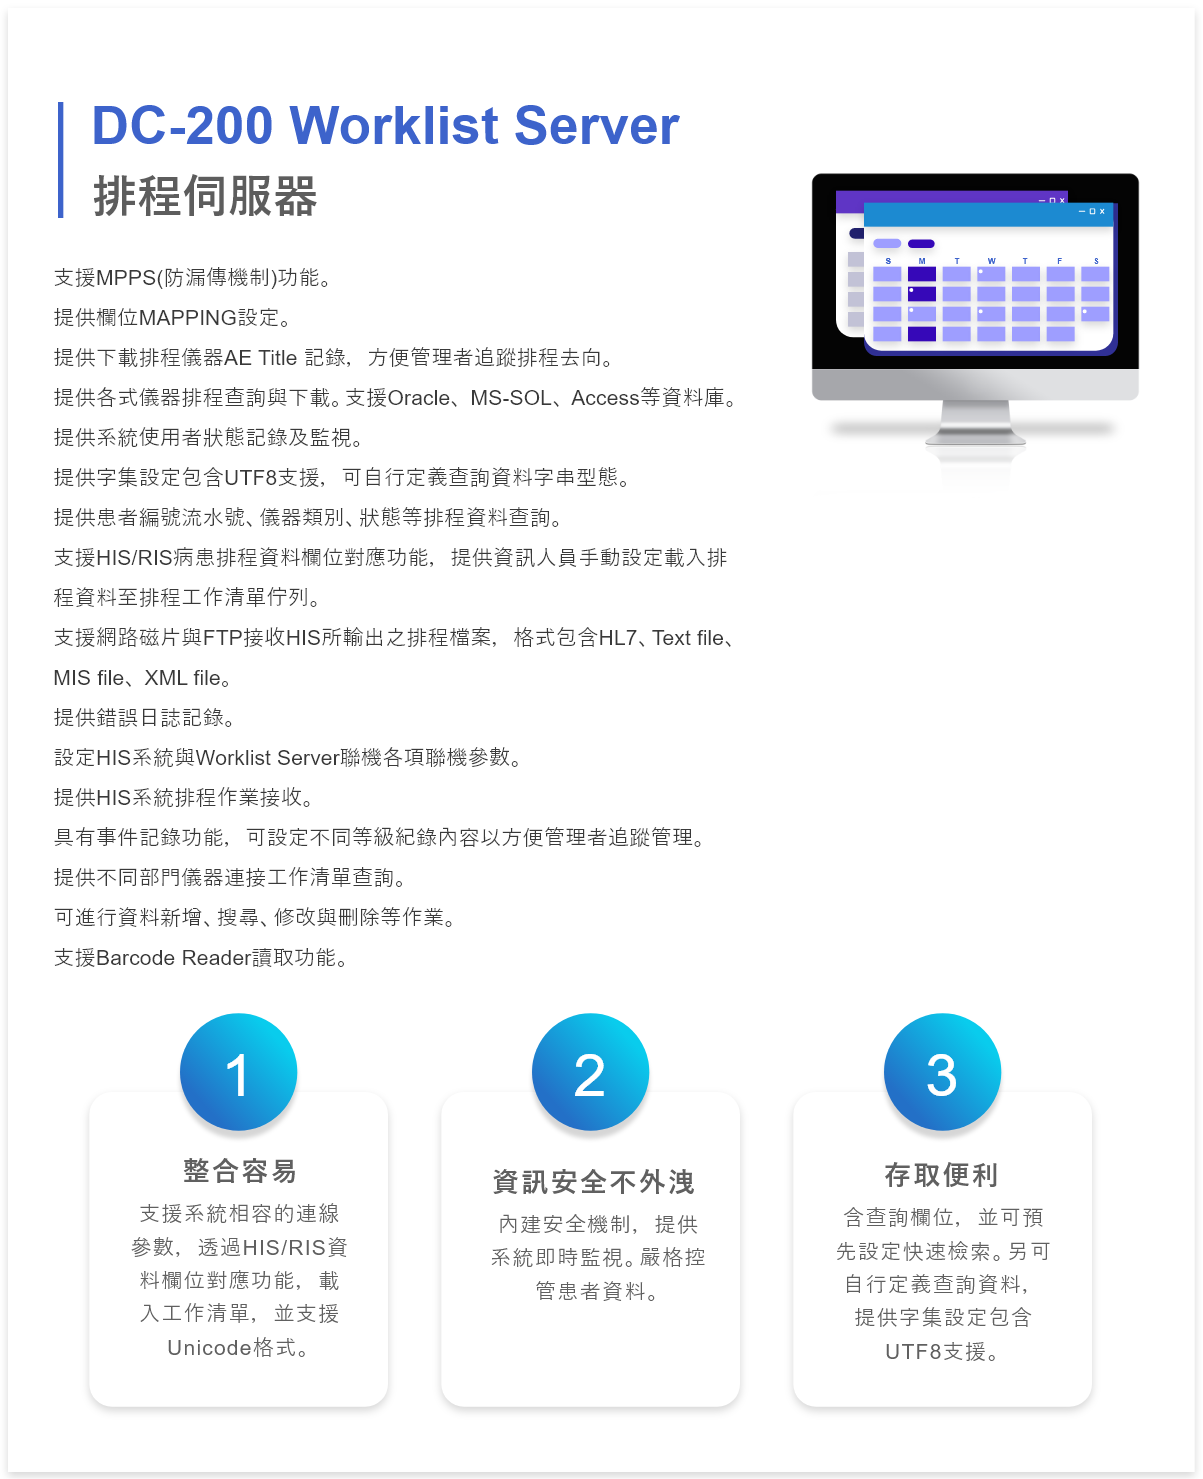 DC-200 Worklist Server
排程伺服器
支援MPPS(防漏傳機制)功能。
提供欄位MAPPING設定。
提供下載排程儀器AE Title 記錄，方便管理者追蹤排程去向。
提供各式儀器排程查詢與下載。支援Oracle、MS-SOL、Access等資料庫。
提供系統使用者狀態記錄及監視。
提供字集設定包含UTF8支援，可自行定義查詢資料字串型態。
提供患者編號流水號、儀器類別、狀態等排程資料查詢。
支援HIS/RIS病患排程資料欄位對應功能，提供資訊人員手動設定載入排
程資料至排程工作清單佇列。
支援網路磁片與FTP接收HIS所輸出之排程檔案，格式包含HL7、Text file、
MIS file、XML file。
提供錯誤日誌記錄。
設定HIS系統與Worklist Server聯機各項聯機參數。
提供HIS系統排程作業接收。
具有事件記錄功能，可設定不同等級紀錄內容以方便管理者追蹤管理。
提供不同部門儀器連接工作清單查詢。
可進行資料新增、搜尋、修改與刪除等作業。
支援Barcode Reader讀取功能。
S M T W T F S
1
整合容易
支援系統相容的連線
參數，透過HIS/RIS資
料欄位對應功能，載
入工作清單，並支援
Unicode格式。
2
資訊安全不外洩
內建安全機制，提供
系統即時監視。嚴格控
管患者資料。
3
存取便利
含查詢欄位，並可預
先設定快速檢索。另可
自行定義查詢資料，
提供字集設定包含
UTF8支援。